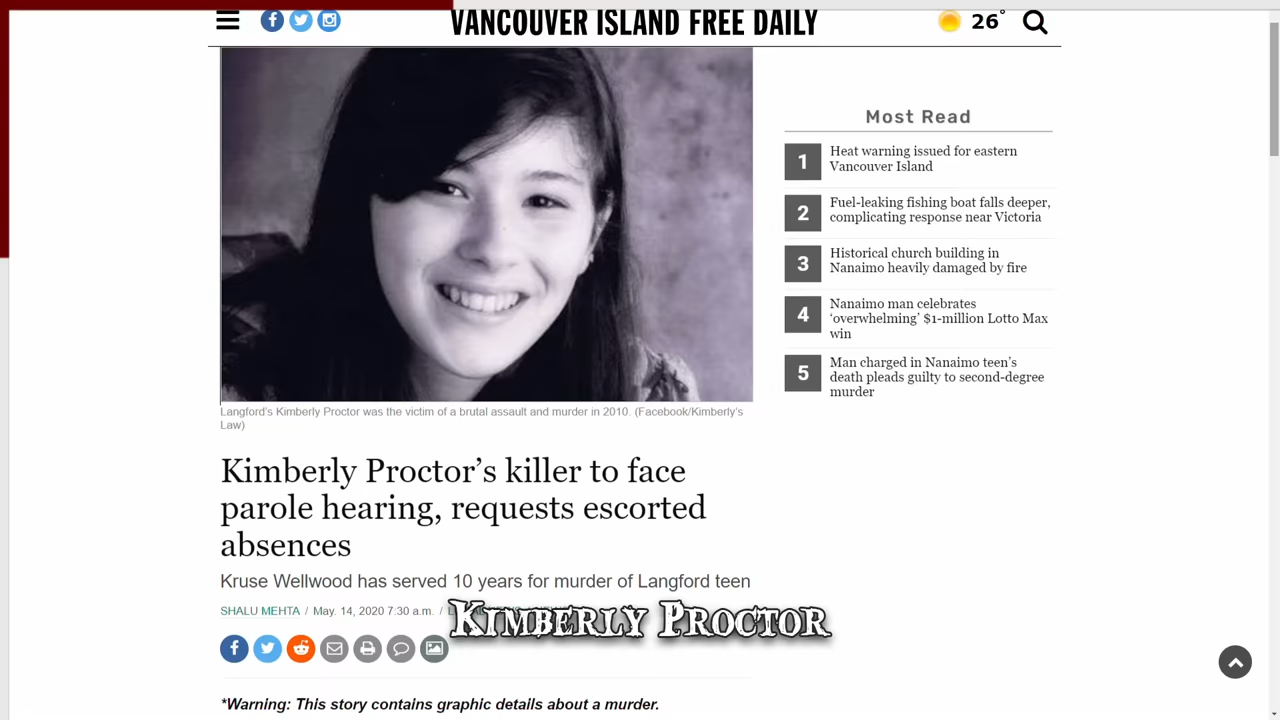 VANCOUVER ISLAND FREE DAILY
26°
Most Read
1
Heat warning issued for eastern
Vancouver Island
2
Fuel-leaking fishing boat falls deeper,
complicating response near Victoria
3
Historical church building in
Nanaimo heavily damaged by fire
4
Nanaimo man celebrates
‘overwhelming’ $1-million Lotto Max
win
5
Man charged in Nanaimo teen’s
death pleads guilty to second-degree
murder
Langford’s Kimberly Proctor was the victim of a brutal assault and murder in 2010. (Facebook/Kimberly’s
Law)
Kimberly Proctor’s killer to face
parole hearing, requests escorted
absences
Kruse Wellwood has served 10 years for murder of Langford teen
SHALU MEHTA / May. 14, 2020 7:30 a.m. /
Kimberly Proctor
*Warning: This story contains graphic details about a murder.